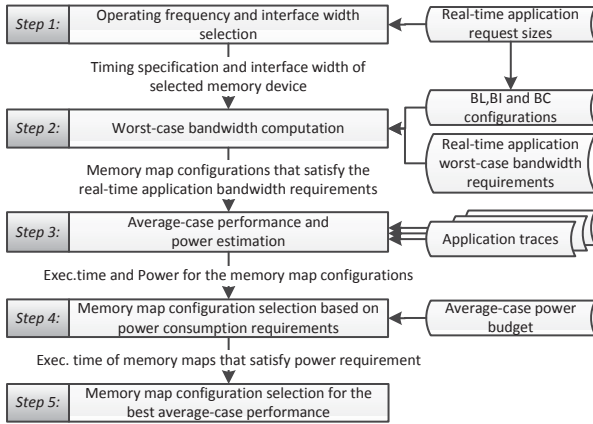 Step 1:
Operating frequency and interface width
selection
Real-time application
request sizes
Timing specification and interface width of
selected memory device
BL,BI and BC
configurations
Step 2:
Worst-case bandwidth computation
Real-time application
worst-case bandwidth
requirements
Memory map configurations that satisfy the
real-time application bandwidth requirements
Step 3:
Average-case performance and
power estimation
Application traces
Exec.time and Power for the memory map configurations
Step 4:
Memory map configuration selection based on
power consumption requirements
Average-case power
budget
Exec. time of memory maps that satisfy power requirement
Step 5:
Memory map configuration selection for the
best average-case performance